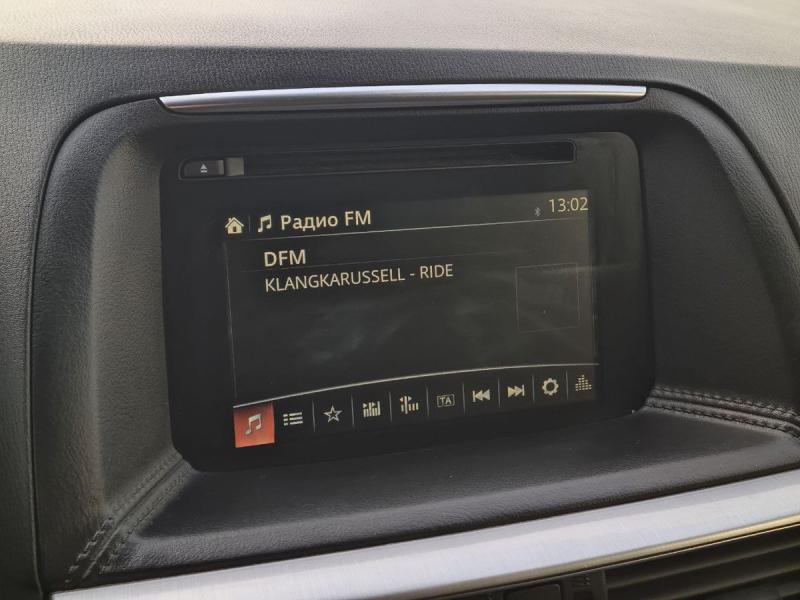 Радио FM
13:02
DFM
KLANGKARUSSELL - RIDE
TA